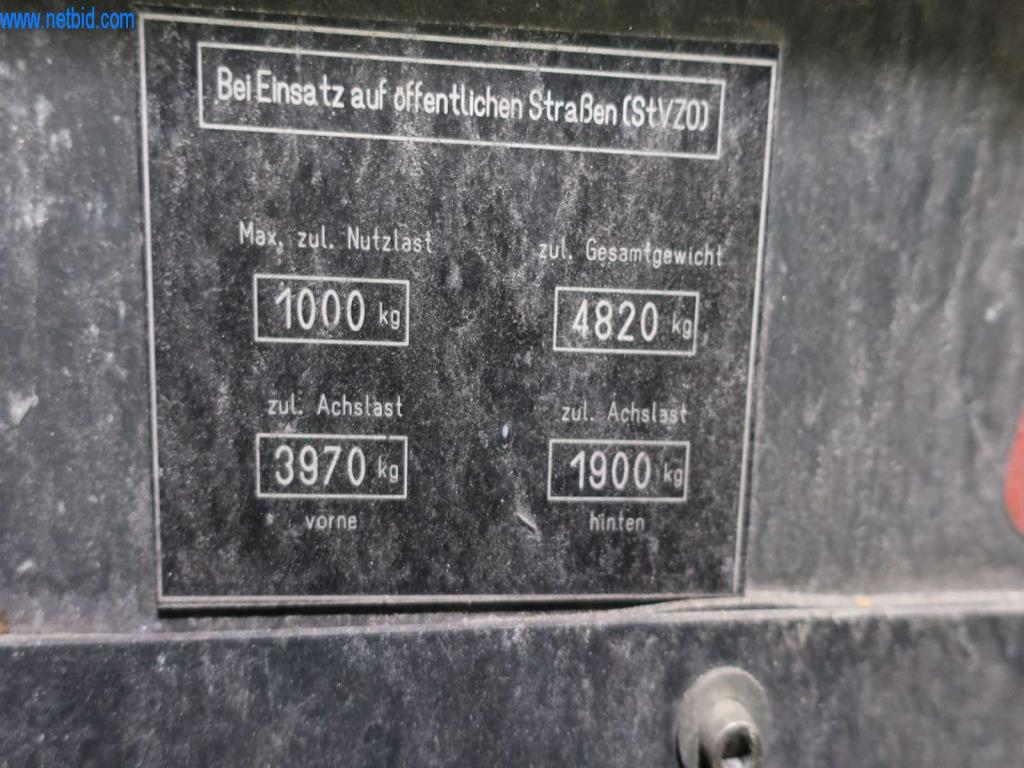 www.netbid.com
Bei Einsatz auf öffentlichen Straßen (StVZO)
Max. zul. Nutzlast
1000 kg
zul. Gesamtgewicht
4820 kg
zul. Achslast
3970 kg
vorne
zul. Achslast
1900 kg
hinten